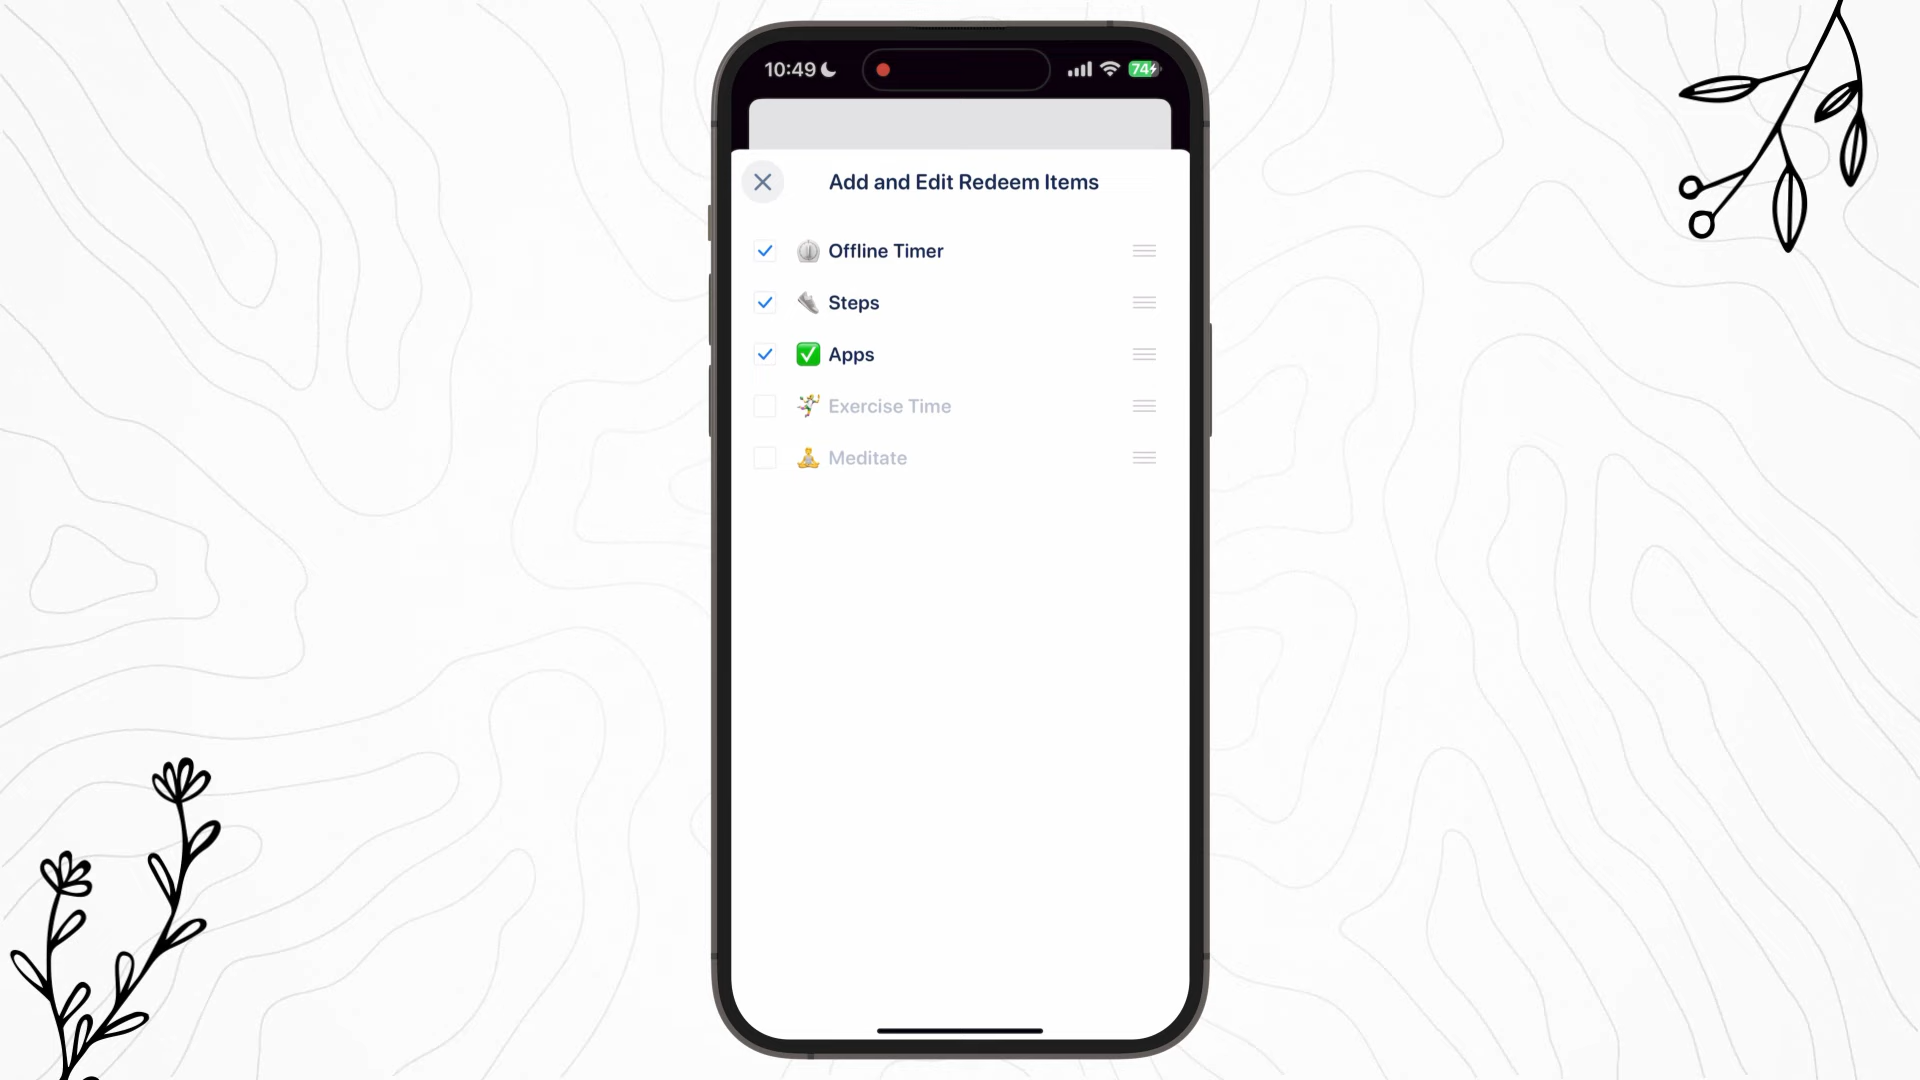 10:49
74
Add and Edit Redeem Items
Offline Timer
Steps
Apps
Exercise Time
Meditate